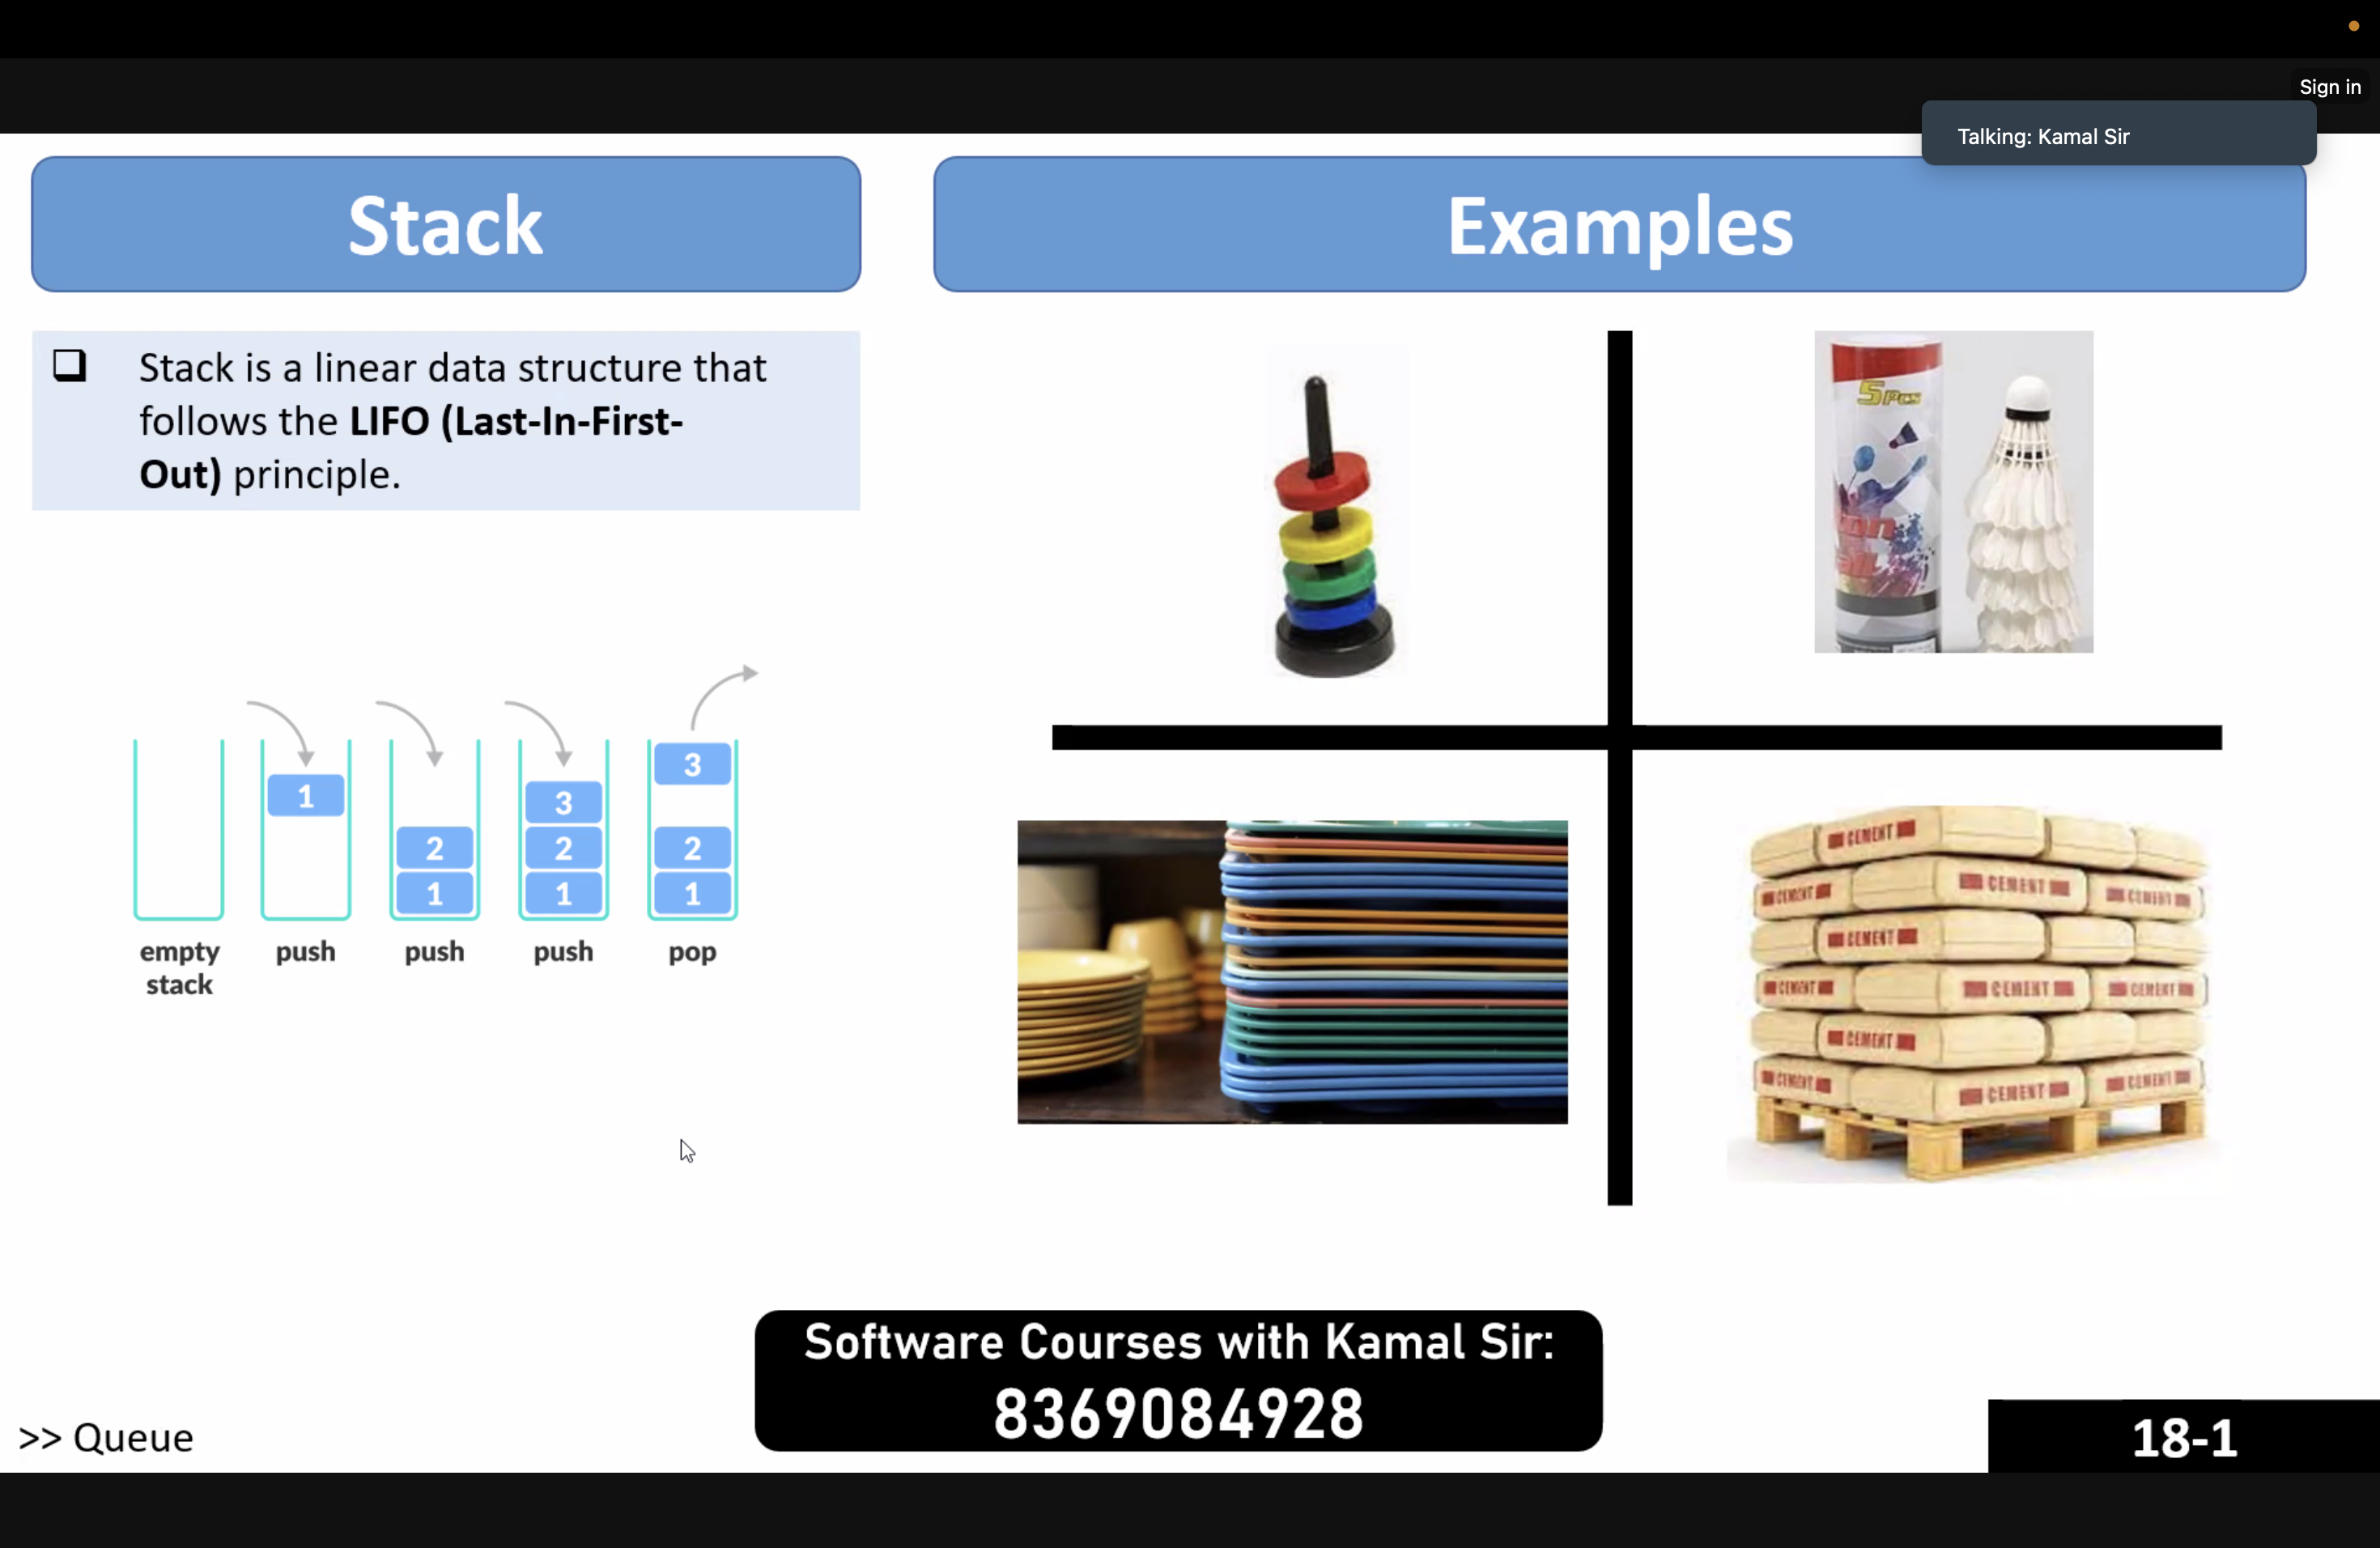 Sign in
Talking: Kamal Sir
Stack
Examples
❑ Stack is a linear data structure that
follows the LIFO (Last-In-First-
Out) principle.
5 Pcs
3
1
3
2
2
2
1
1
1
empty
stack
push
push
push
pop
CEMENT
CEMENT
CEMENT
CEMENT
CEMENT
CEMENT
CEMENT
CEMENT
CEMENT
CEMENT
CEMENT
CEMENT
Software Courses with Kamal Sir:
8369084928
>> Queue
18-1